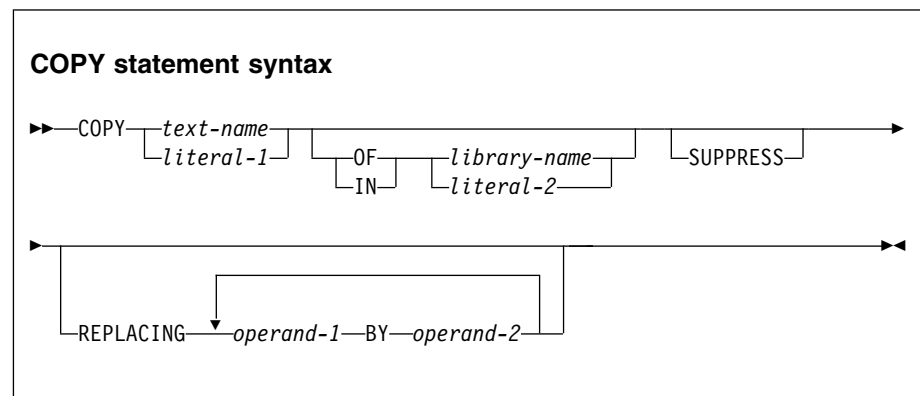 COPY statement syntax
COPY text-name OF library-name SUPPRESS
literal-1 IN literal-2
REPLACING operand-1 BY operand-2